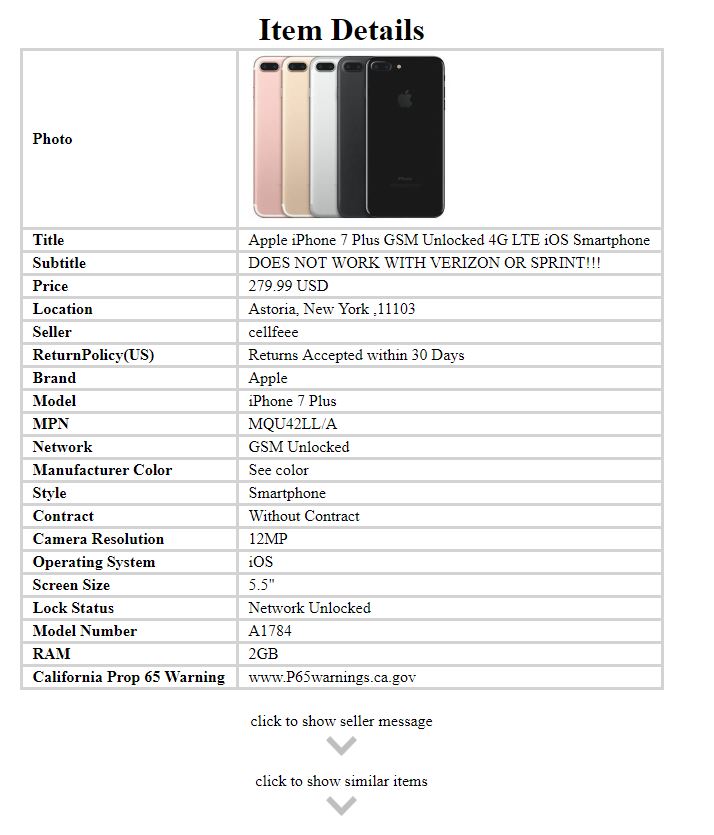 Item Details
Photo
Title Apple iPhone 7 Plus GSM Unlocked 4G LTE iOS Smartphone
Subtitle DOES NOT WORK WITH VERIZON OR SPRINT!!!
Price 279.99 USD
Location Astoria, New York ,11103
Seller cellfeee
ReturnPolicy(US) Returns Accepted within 30 Days
Brand Apple
Model iPhone 7 Plus
MPN MQU42LL/A
Network GSM Unlocked
Manufacturer Color See color
Style Smartphone
Contract Without Contract
Camera Resolution 12MP
Operating System iOS
Screen Size 5.5"
Lock Status Network Unlocked
Model Number A1784
RAM 2GB
California Prop 65 Warning www.P65warnings.ca.gov
click to show seller message
click to show similar items